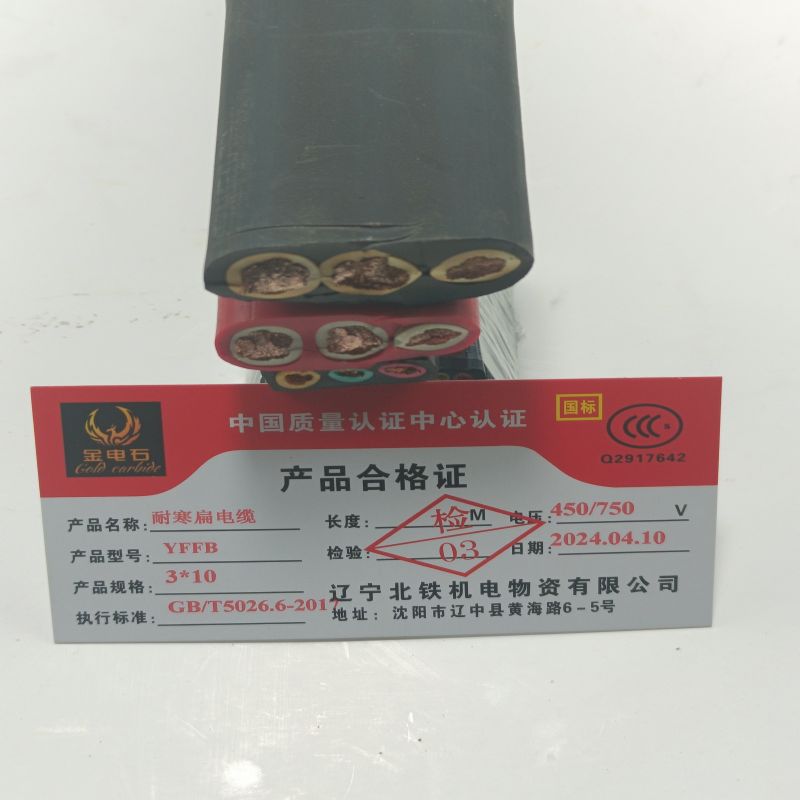 中国质量认证中心认证
国标
金电石
Gold carbide
CCC S
Q2917642
产品合格证
产品名称: 耐寒扁电缆
长度: M
电压: 450/750 V
产品型号: YFFB
检验:
检
03
日期: 2024.04.10
产品规格: 3*10
辽宁北铁机电物资有限公司
执行标准: GB/T5026.6-2017
地址: 沈阳市辽中县黄海路6-5号